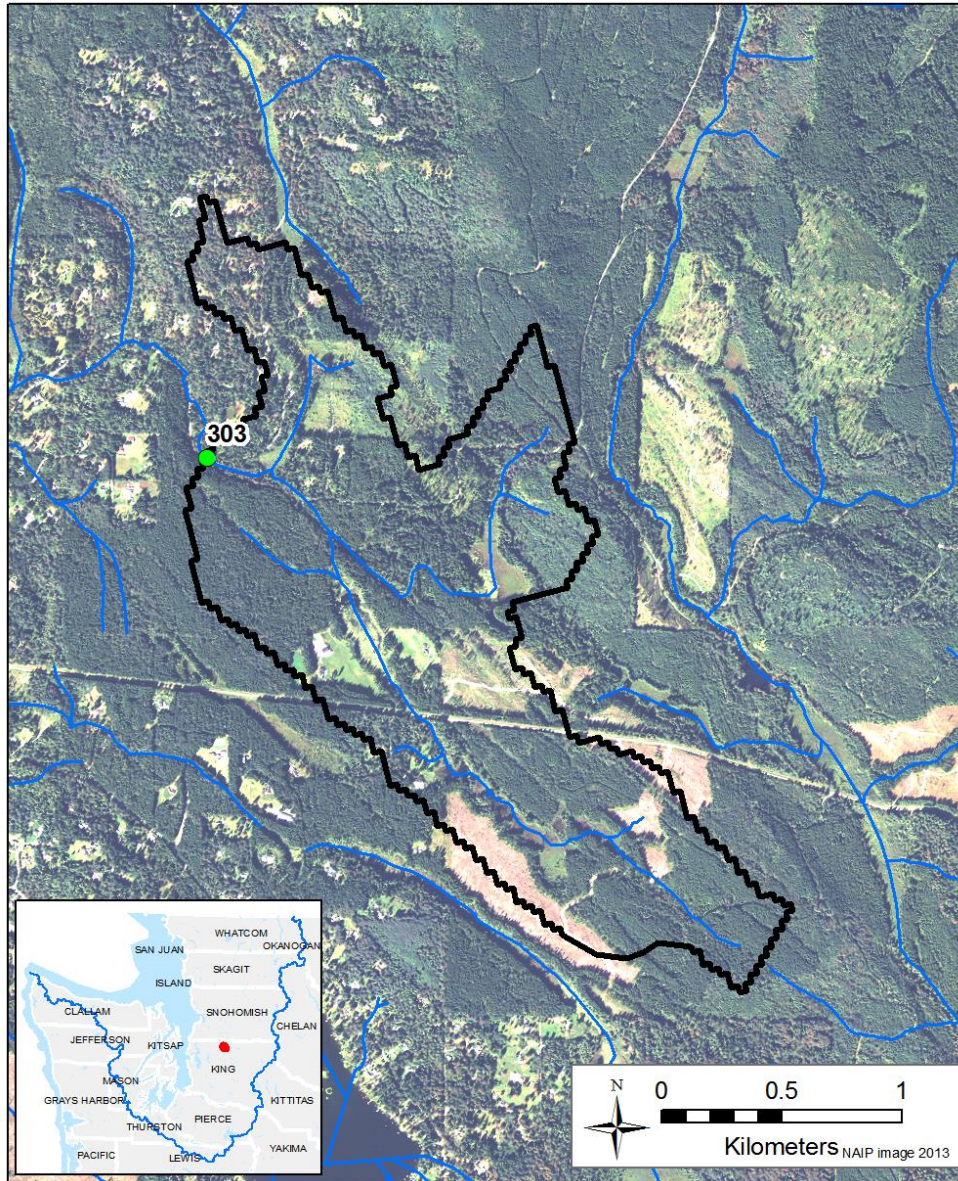 303
WHATCOM
OKANOGAN
SAN JUAN
SKAGIT
ISLAND
SNOHOMISH
CLALLAM
CHELAN
JEFFERSON
KITSAP
KING
MASON
GRAYS HARBOR
KITTITAS
PIERCE
THURSTON
PACIFIC
LEWIS
YAKIMA
N
0 0.5 1
Kilometers NAIP image 2013